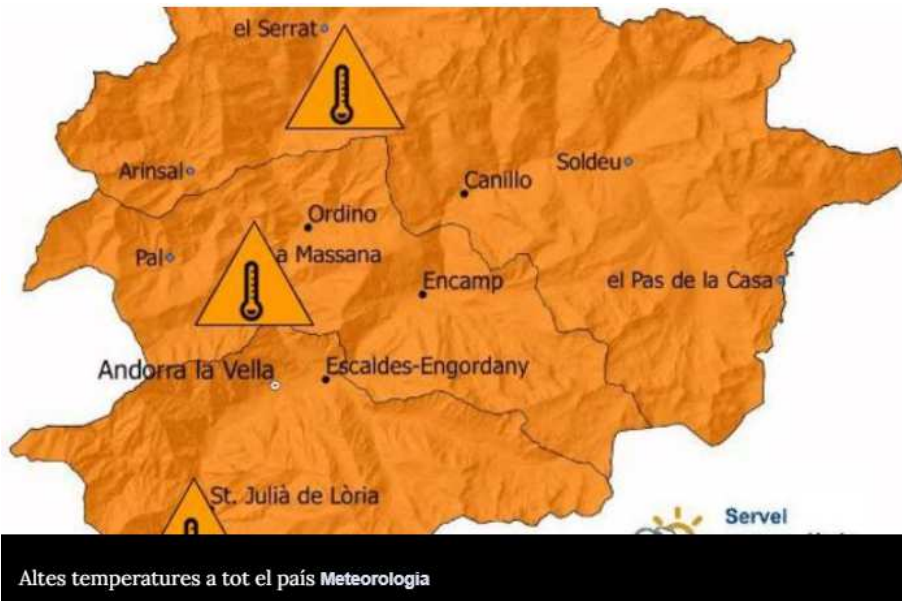 el Serrat
Arinsal
Soldeu
Canillo
Ordino
Pal
a Massana
Encamp
el Pas de la Casa
Andorra la Vella
Escaldes-Engordany
St. Julià de Lòria
Servel
Altes temperatures a tot el país Meteorologia